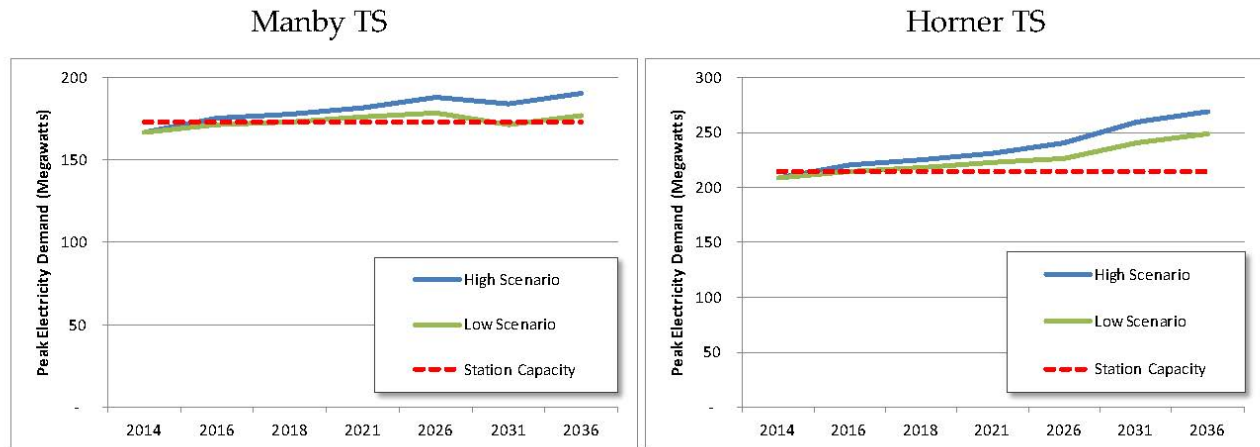 Manby TS
Peak Electricity Demand (Megawatts)
200
150
100
50
-
High Scenario
Low Scenario
Station Capacity
2014 2016 2018 2021 2026 2031 2036
Horner TS
Peak Electricity Demand (Megawatts)
300
250
200
150
100
50
-
High Scenario
Low Scenario
Station Capacity
2014 2016 2018 2021 2026 2031 2036